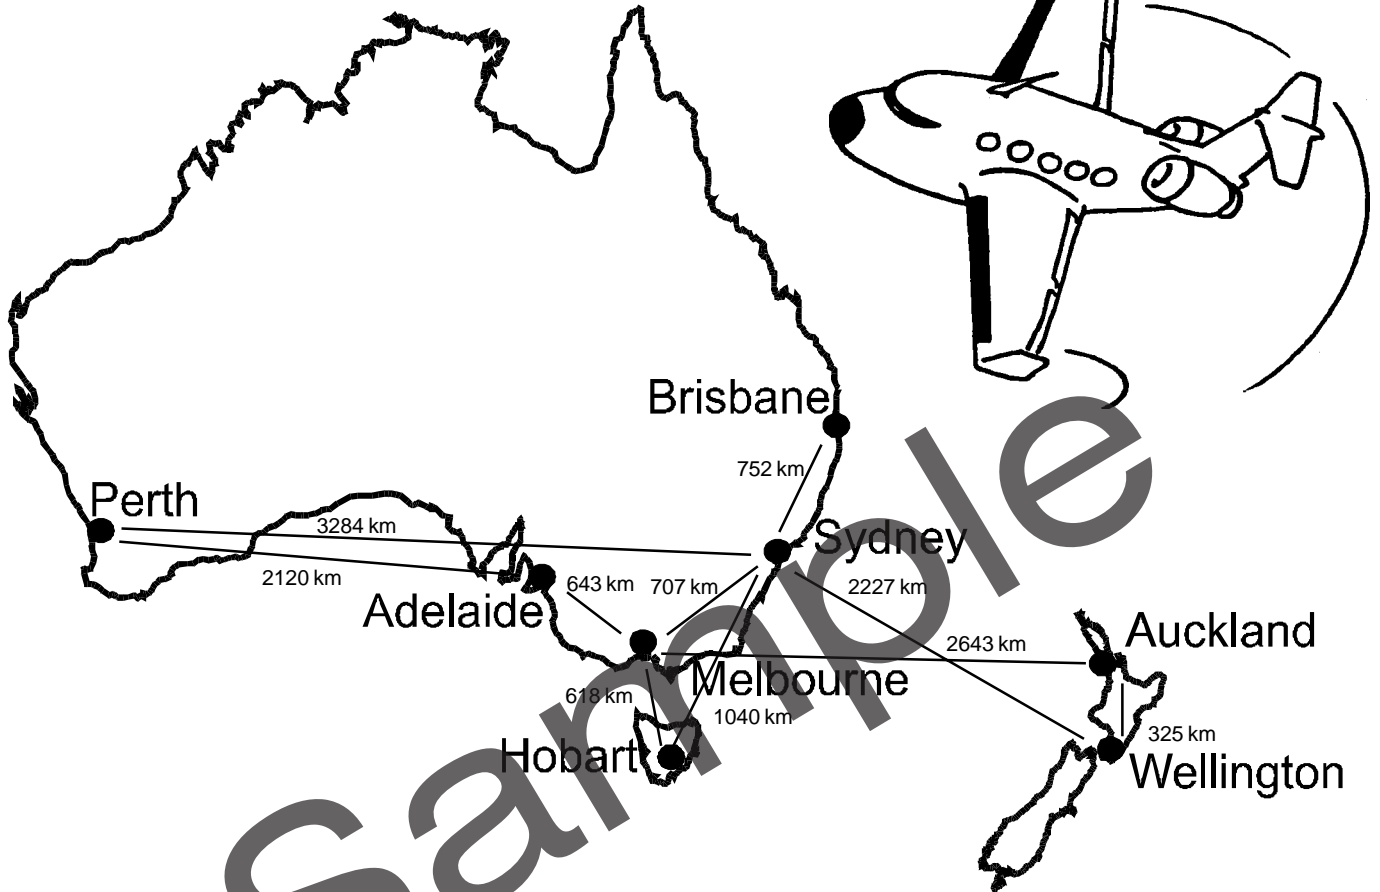 Brisbane
752 km
Perth
3284 km
Sydney
2120 km
643 km
707 km
2227 km
Adelaide
Auckland
2643 km
Melbourne
618 km
1040 km
325 km
Hobart
Wellington
Sample